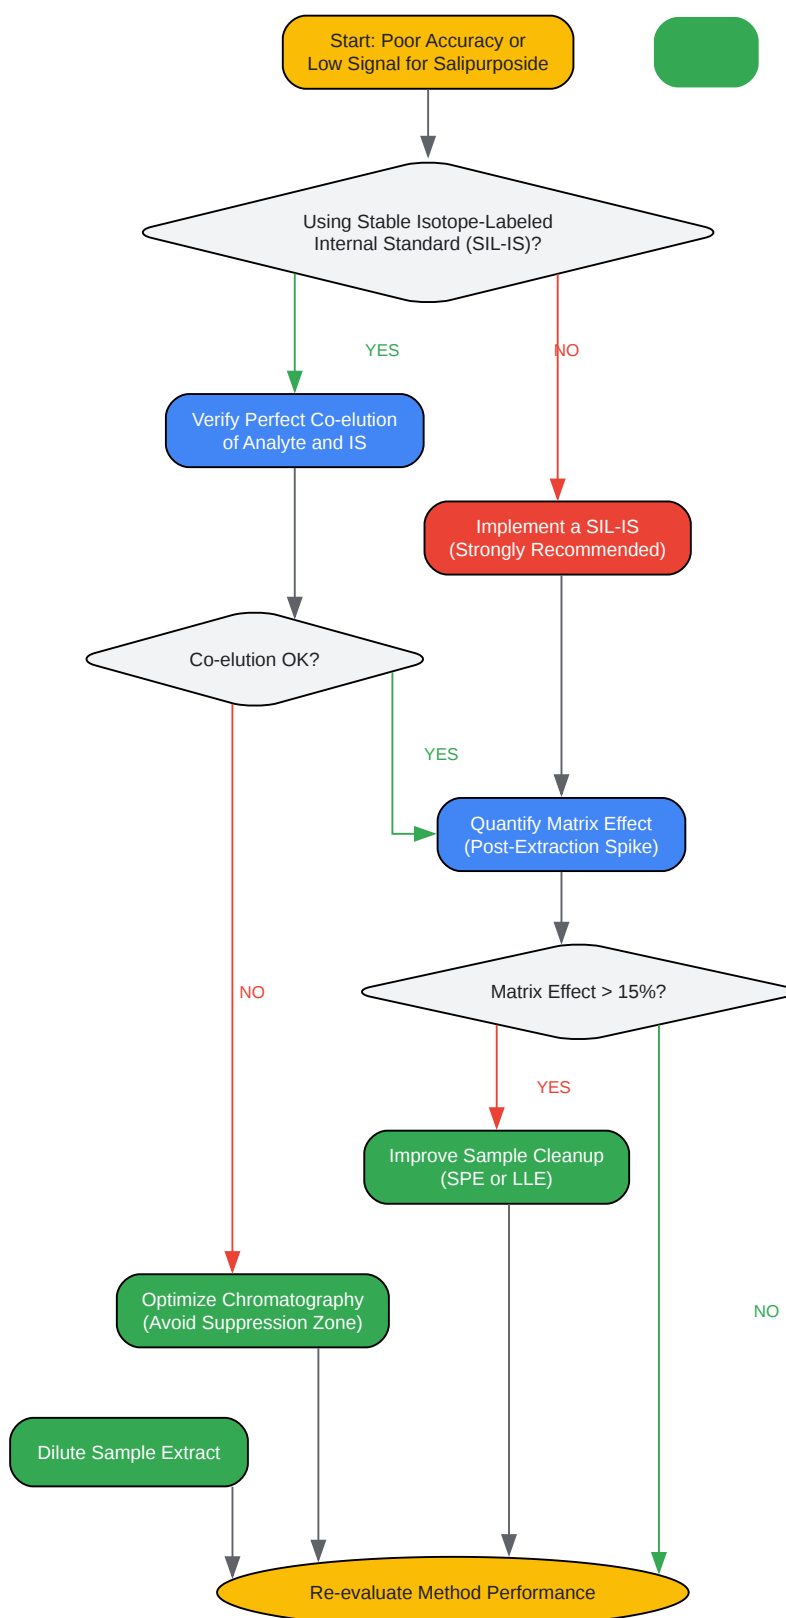 Start: Poor Accuracy or
Low Signal for Salipurposide
Using Stable Isotope-Labeled
Internal Standard (SIL-IS)?
YES
NO
Verify Perfect Co-elution
of Analyte and IS
Implement a SIL-IS
(Strongly Recommended)
Co-elution OK?
YES
Quantify Matrix Effect
(Post-Extraction Spike)
NO
Matrix Effect > 15%?
YES
Improve Sample Cleanup
(SPE or LLE)
Optimize Chromatography
(Avoid Suppression Zone)
NO
Dilute Sample Extract
Re-evaluate Method Performance